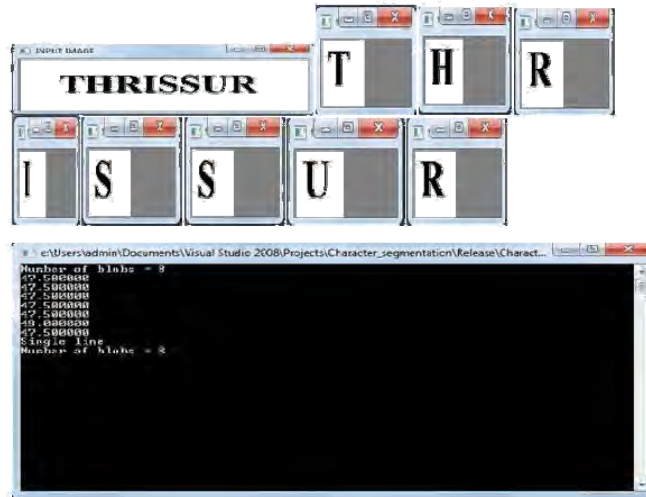 INPUT IMAGE
THRISSUR
T
H
R
I
S
S
U
R
c:\Users\admin\Documents\Visual Studio 2008\Projects\Character_segmentation\Release\Charact...
Number of blobs = 8
47.500000
47.500000
47.500000
47.500000
47.500000
48.000000
47.500000
Single line
Number of blobs = 8